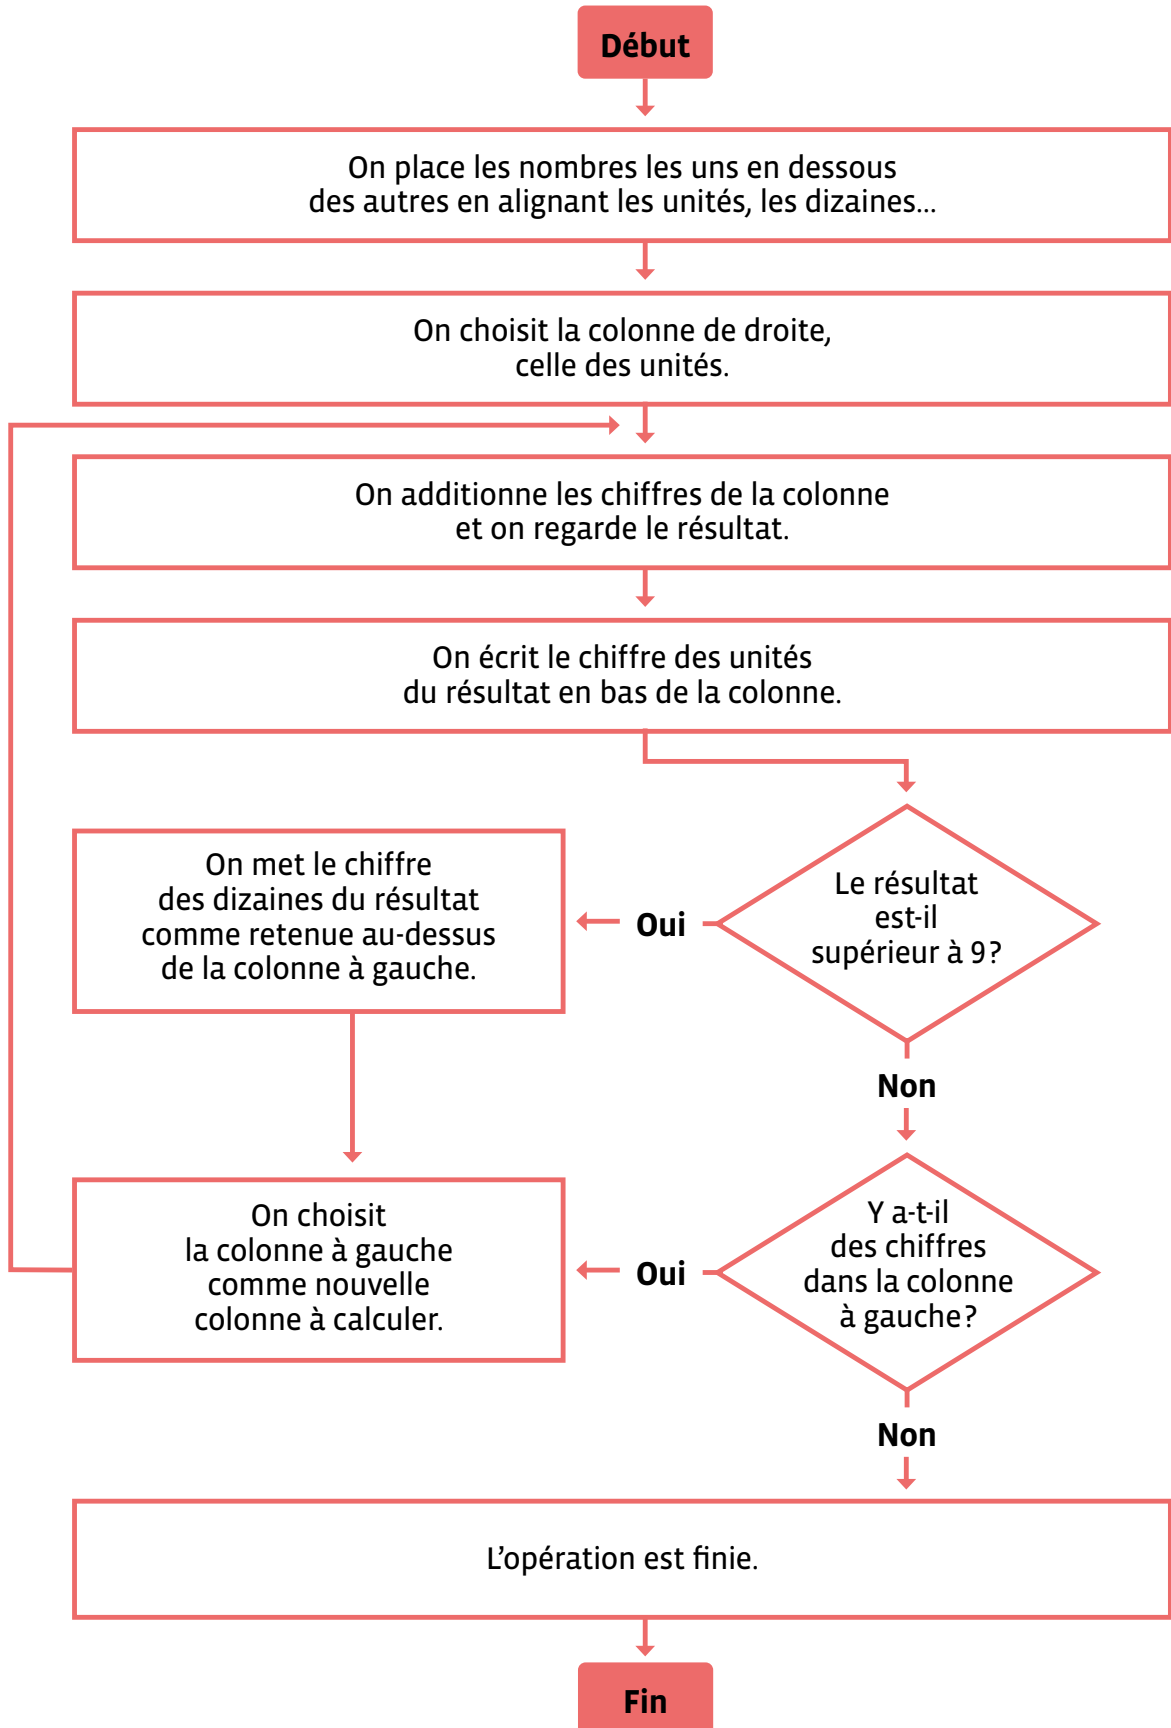 Début
On place les nombres les uns en dessous
des autres en alignant les unités, les dizaines...
On choisit la colonne de droite,
celle des unités.
On additionne les chiffres de la colonne
et on regarde le résultat.
On écrit le chiffre des unités
du résultat en bas de la colonne.
Le résultat
est-il
supérieur à 9?
Oui
On met le chiffre
des dizaines du résultat
comme retenue au-dessus
de la colonne à gauche.
Non
Y a-t-il
des chiffres
dans la colonne
à gauche?
Oui
On choisit
la colonne à gauche
comme nouvelle
colonne à calculer.
Non
L'opération est finie.
Fin